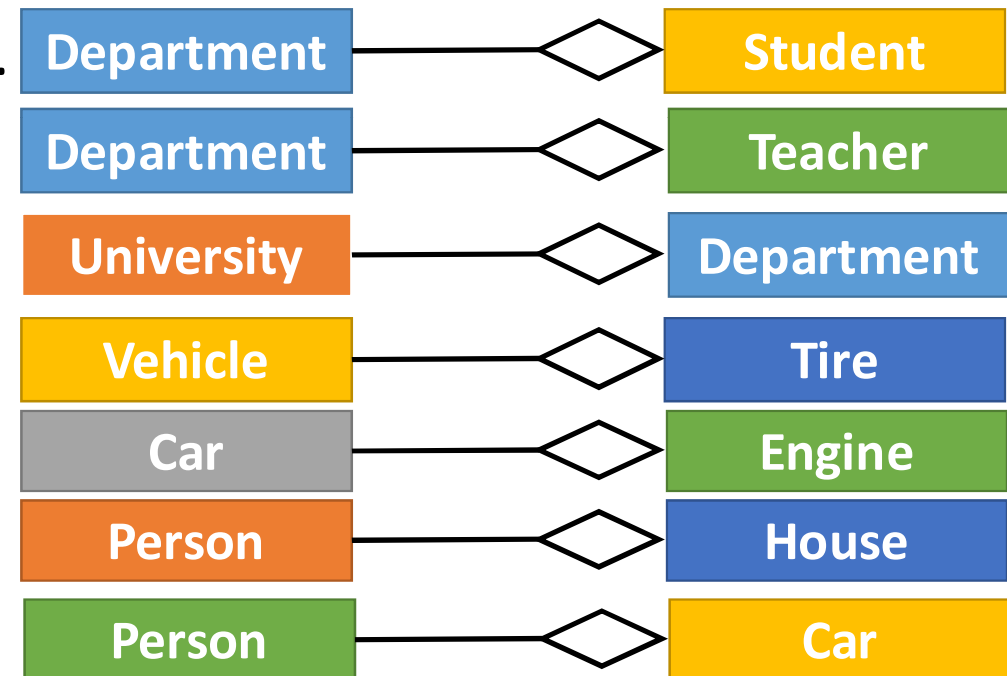 Department Student
Department Teacher
University Department
Vehicle Tire
Car Engine
Person House
Person Car